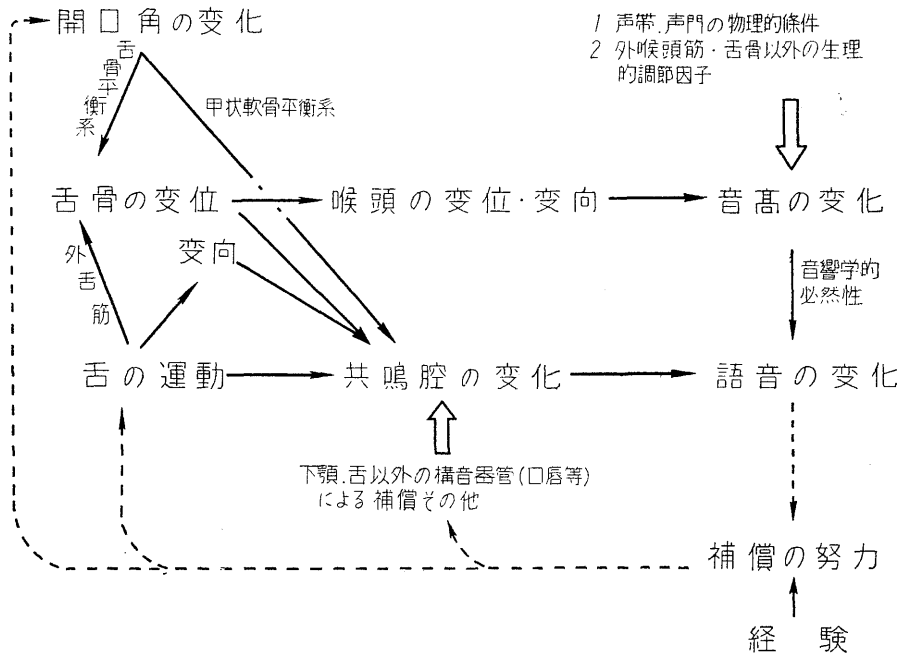 開口角の変化
1 声帯.声門の物理的條件
2 外喉頭筋・舌骨以外の生理
的調節因子
舌骨平衡系
甲状軟骨平衡系
舌骨の変位
喉頭の変位・変向
音高の変化
変向
外舌筋
音響学的
必然性
舌の運動
共鳴腔の変化
語音の変化
下顎.舌以外の構音器管(口唇等)
による補償その他
補償の努力
経験